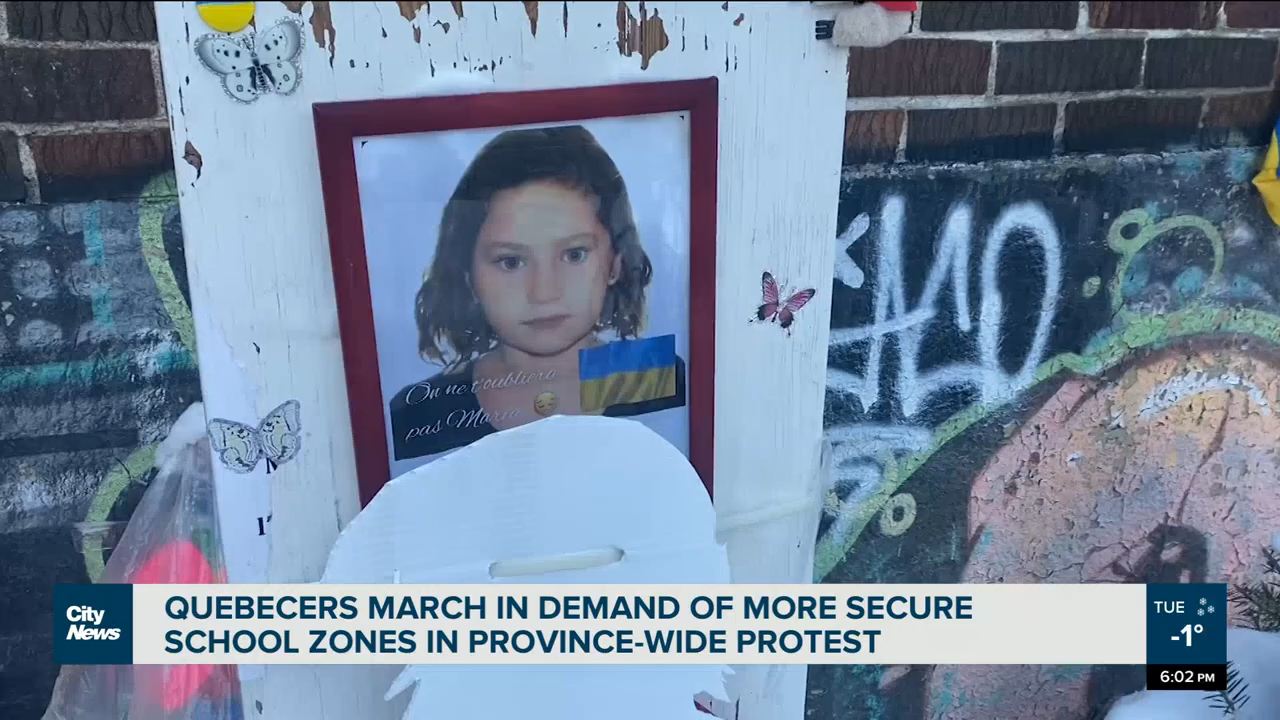 On ne t'oubliera
pas Maria
City
News
QUEBECERS MARCH IN DEMAND OF MORE SECURE
SCHOOL ZONES IN PROVINCE-WIDE PROTEST
TUE
-1°
6:02 PM